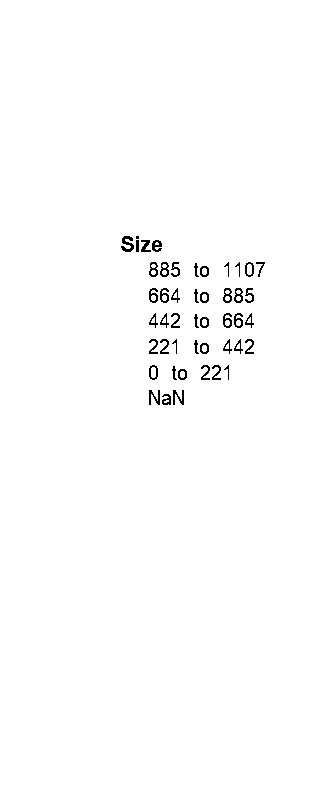 Size
885 to 1107
664 to 885
442 to 664
221 to 442
0 to 221
NaN